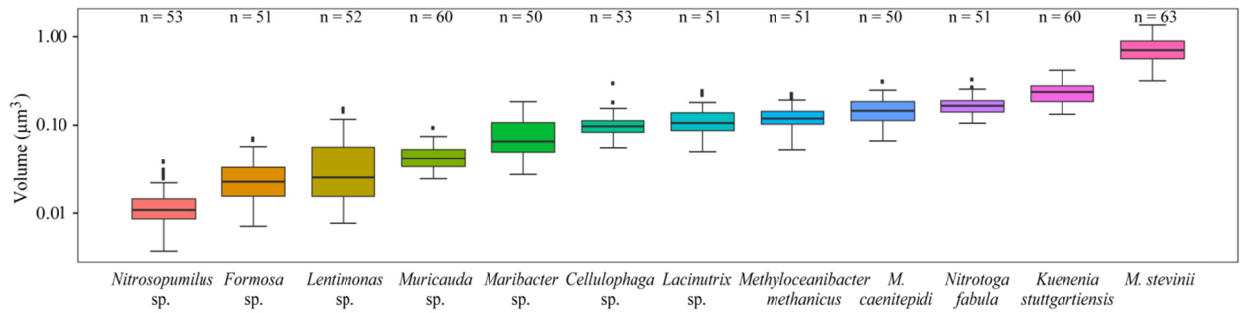 n = 53 n = 51 n = 52 n = 60 n = 50 n = 53 n = 51 n = 51 n = 50 n = 51 n = 60 n = 63
1.00
0.10
0.01
Volume (µm³)
Nitrosopumilus Formosa Lentimonas Muricauda Maribacter Cellulophaga Lacinutrix Methyloceanibacter M. Nitrotoga Kuenenia M. stevinii
sp. sp. sp. sp. sp. sp. sp. methanicus caenitepidi fabula stuttgartiensis